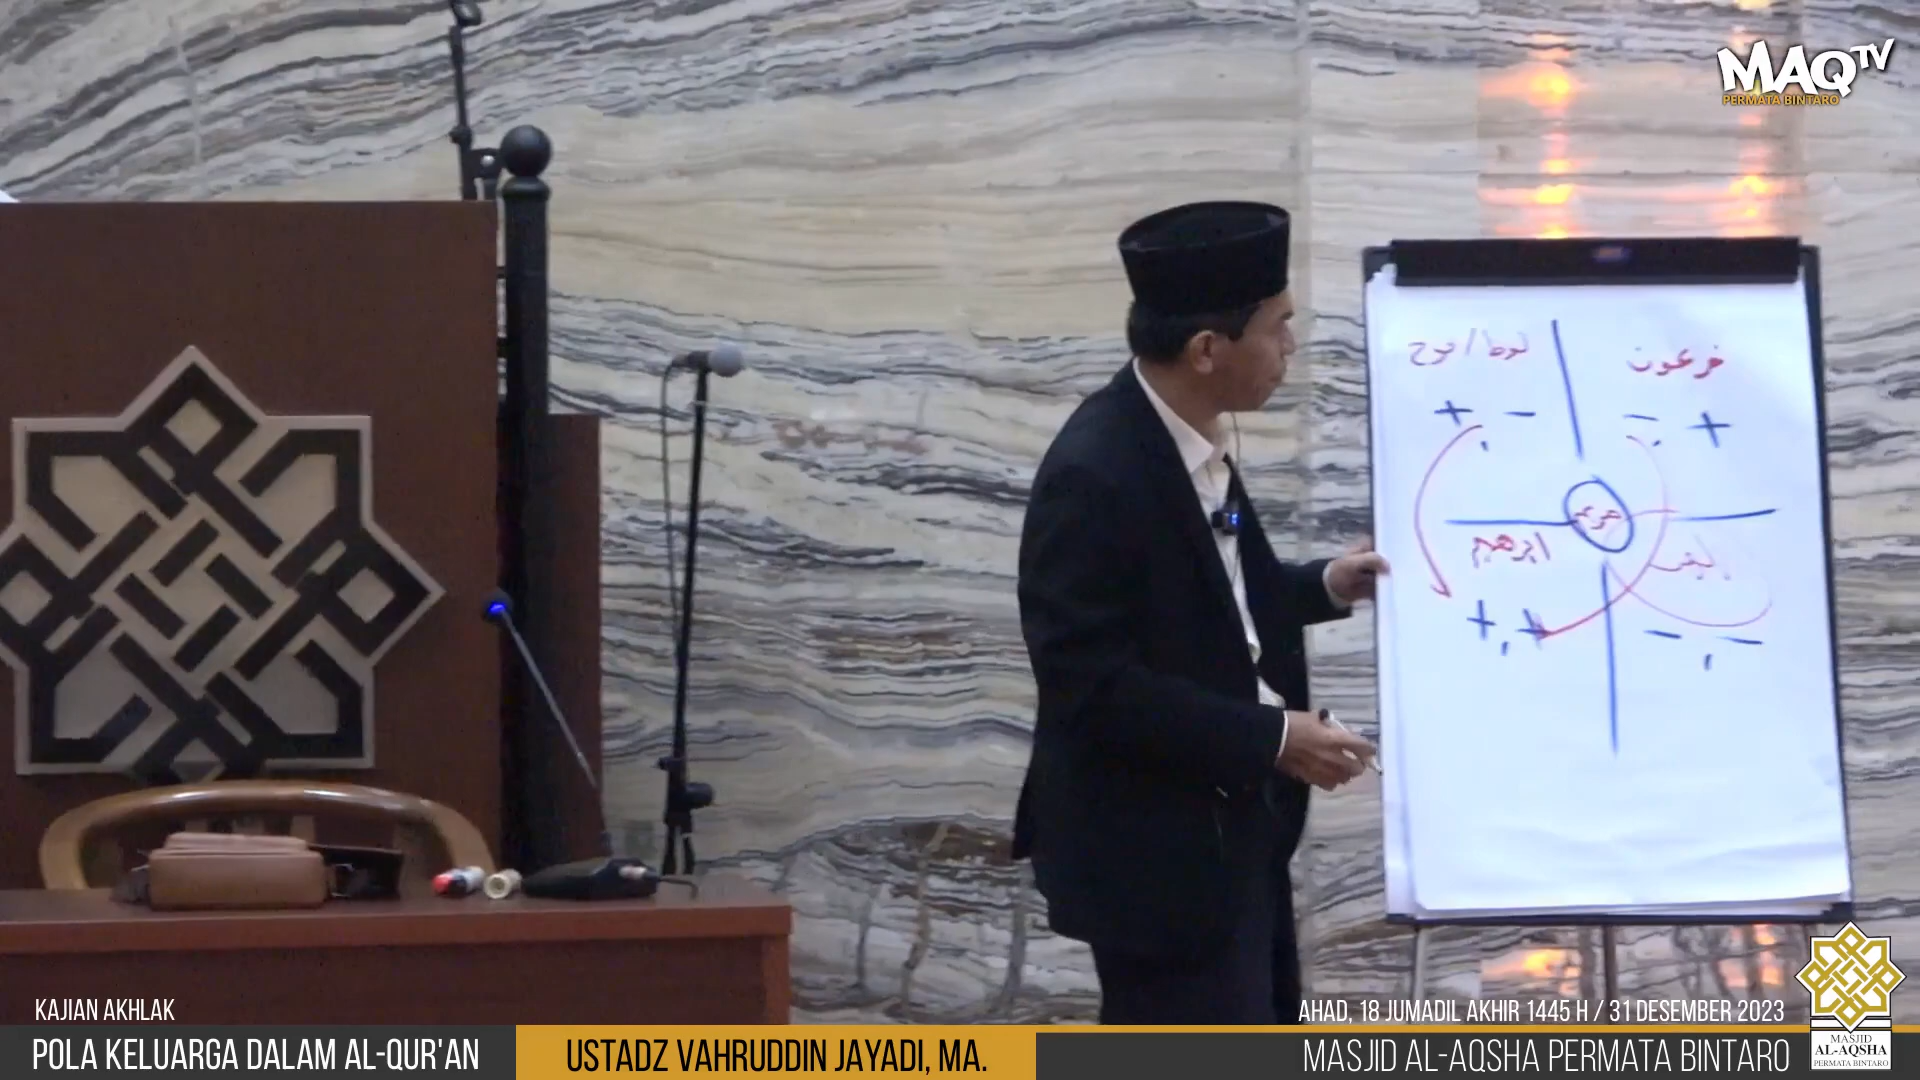 MAQTV
PERMATA BINTARO
لوط / نوح
فرعون
+ , -
- , +
مريم
ابرهيم
+ , +
- , -
KAJIAN AKHLAK
AHAD, 18 JUMADIL AKHIR 1445 H / 31 DESEMBER 2023
POLA KELUARGA DALAM AL-QUR'AN
USTADZ VAHRUDDIN JAYADI, MA.
MASJID AL-AQSHA PERMATA BINTARO
MASJID
AL-AQSHA
PERMATA BINTARO